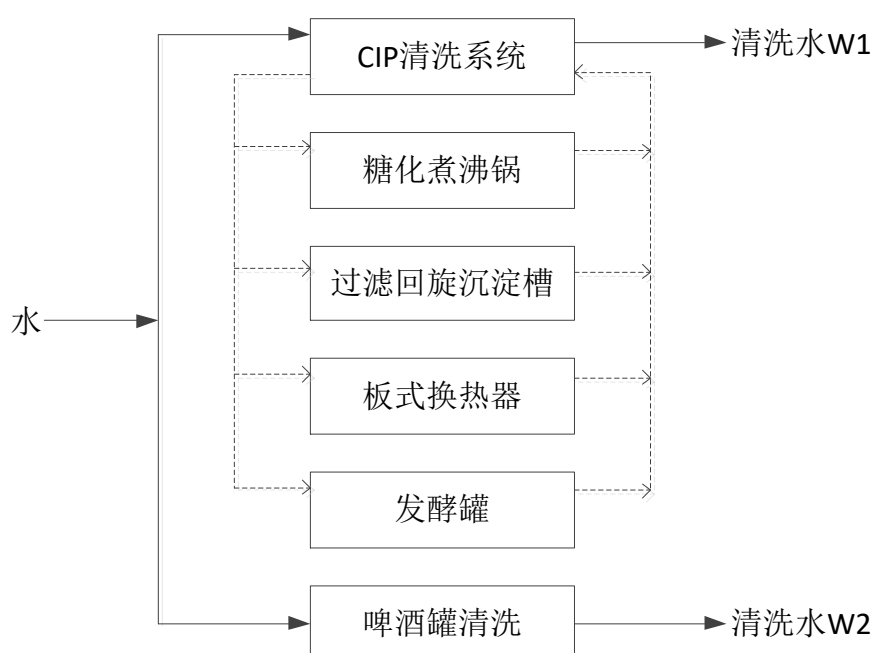 CIP清洗系统
清洗水W1
糖化煮沸锅
过滤回旋沉淀槽
水
板式换热器
发酵罐
啤酒罐清洗
清洗水W2